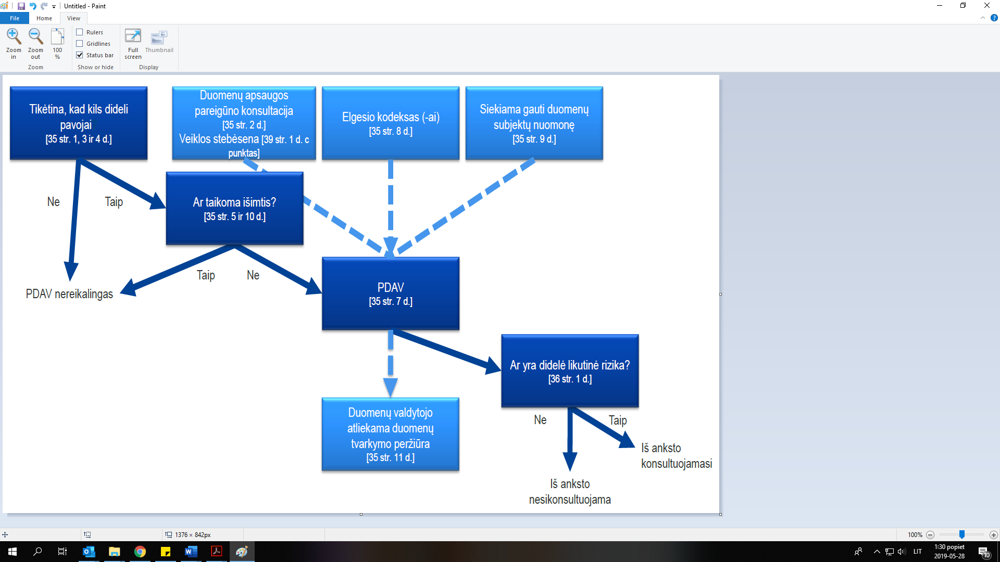 Untitled - Paint
File
Home
View
Zoom in
Zoom out
100 %
Zoom
Rulers
Gridlines
Status bar
Show or hide
Full screen
Thumbnail
Display
Tikėtina, kad kils dideli
pavojai
[35 str. 1, 3 ir 4 d.]
Duomenų apsaugos
pareigūno konsultacija
[35 str. 2 d.]
Veiklos stebėsena [39 str. 1 d. c
punktas]
Elgesio kodeksas (-ai)
[35 str. 8 d.]
Siekiama gauti duomenų
subjektų nuomonę
[35 str. 9 d.]
Ne
Taip
Ar taikoma išimtis?
[35 str. 5 ir 10 d.]
Taip
Ne
PDAV nereikalingas
PDAV
[35 str. 7 d.]
Ar yra didelė likutinė rizika?
[36 str. 1 d.]
Duomenų valdytojo
atliekama duomenų
tvarkymo peržiūra
[35 str. 11 d.]
Ne
Taip
Iš anksto
konsultuojamasi
Iš anksto
nesikonsultuojama
1376 × 842px
100%
LIT
1:30 popiet
2019-05-28
10